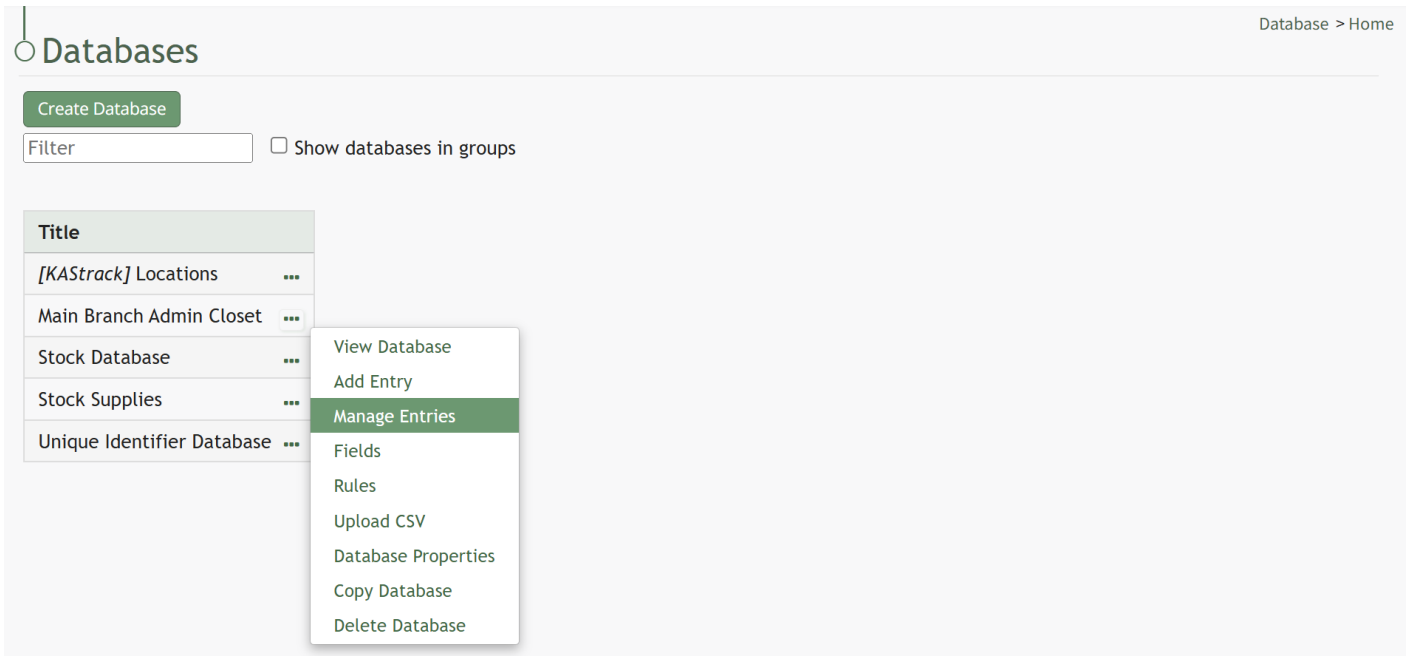 Database > Home
Databases
Create Database
Filter
Show databases in groups
Title
[KAStrack] Locations
Main Branch Admin Closet
Stock Database
Stock Supplies
Unique Identifier Database
View Database
Add Entry
Manage Entries
Fields
Rules
Upload CSV
Database Properties
Copy Database
Delete Database